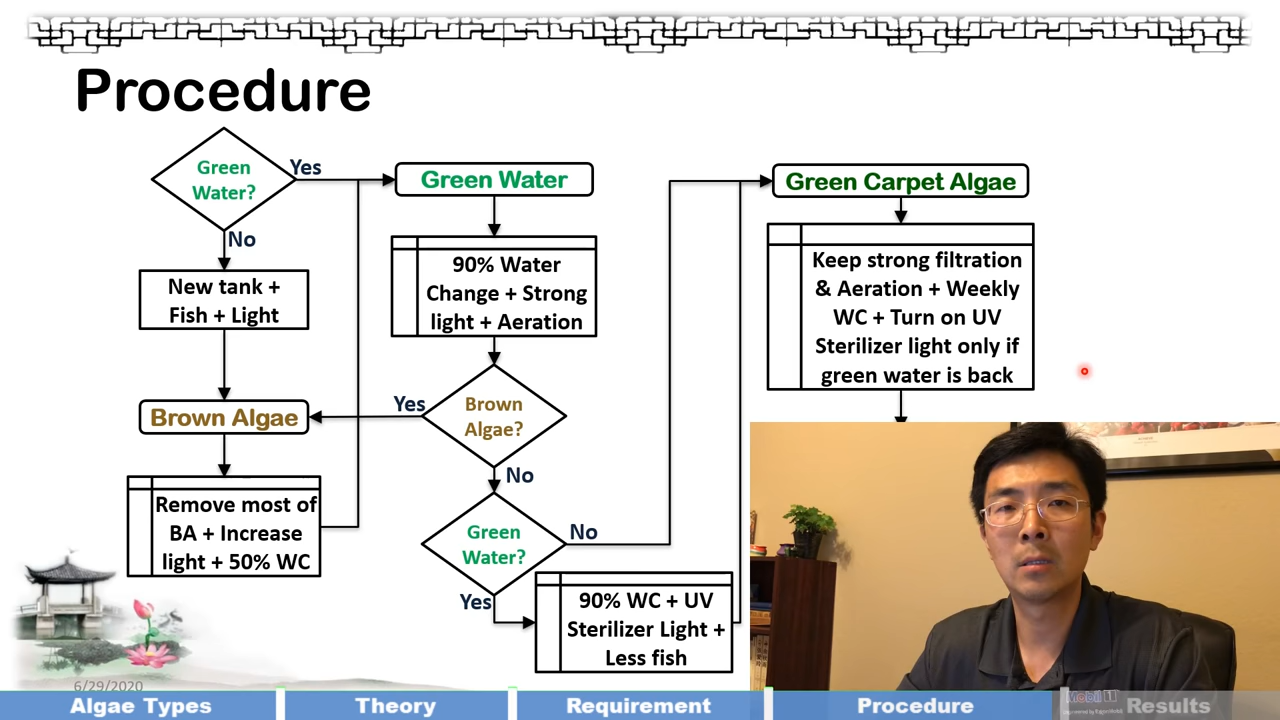 Procedure
Green
Water?
Yes
No
New tank +
Fish + Light
Brown Algae
Remove most of
BA + Increase
light + 50% WC
Green Water
90% Water
Change + Strong
light + Aeration
Yes
Brown
Algae?
No
Green
Water?
No
Yes
90% WC + UV
Sterilizer Light +
Less fish
Green Carpet Algae
Keep strong filtration
& Aeration + Weekly
WC + Turn on UV
Sterilizer light only if
green water is back
6/29/2020
Mobil
Algae Types
Theory
Requirement
Procedure
Results